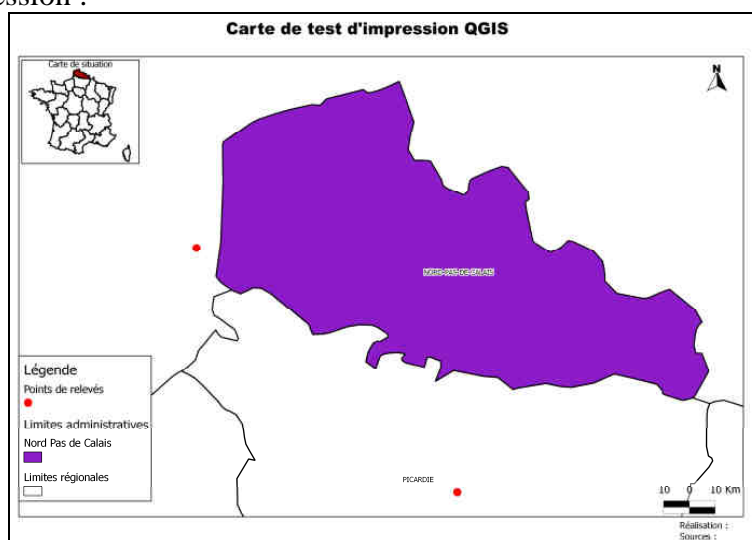 ession :
Carte de test d'impression QGIS
Carte de situation
N
NORD-PAS-DE-CALAIS
Légende
Points de relevés
Limites administratives
Nord Pas de Calais
Limites régionales
PICARDIE
10 0 10 Km
Réalisation :
Sources :